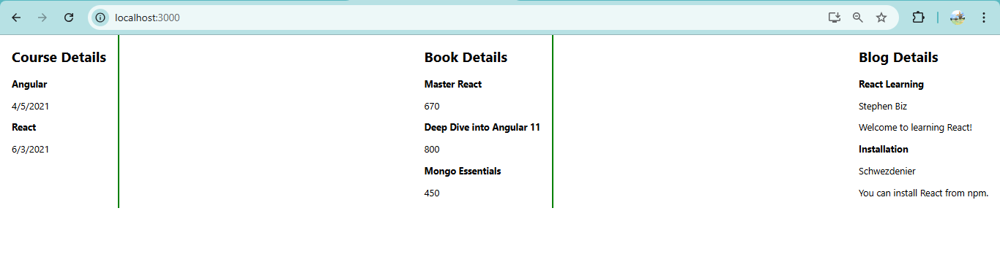 localhost:3000
Course Details
Angular
4/5/2021
React
6/3/2021
Book Details
Master React
670
Deep Dive into Angular 11
800
Mongo Essentials
450
Blog Details
React Learning
Stephen Biz
Welcome to learning React!
Installation
Schwezdenier
You can install React from npm.